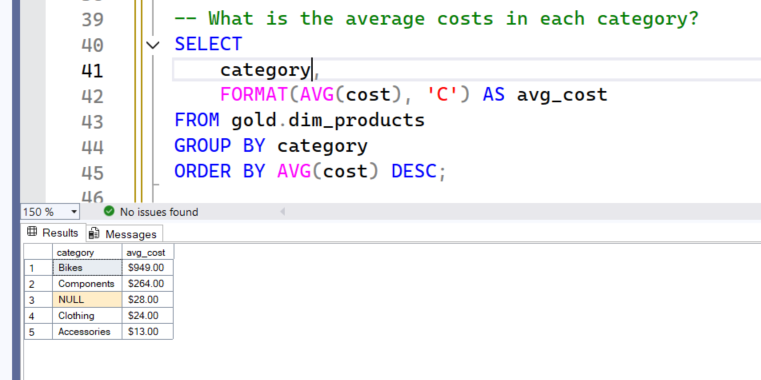 39 -- What is the average costs in each category?
40 SELECT
41 category,
42 FORMAT(AVG(cost), 'C') AS avg_cost
43 FROM gold.dim_products
44 GROUP BY category
45 ORDER BY AVG(cost) DESC;
46
150 % No issues found
Results Messages
category avg_cost
1 Bikes $949.00
2 Components $264.00
3 NULL $28.00
4 Clothing $24.00
5 Accessories $13.00